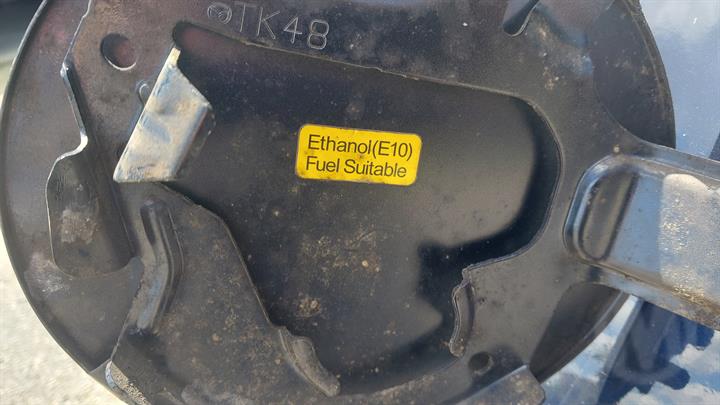 TK48
Ethanol(E10)
Fuel Suitable